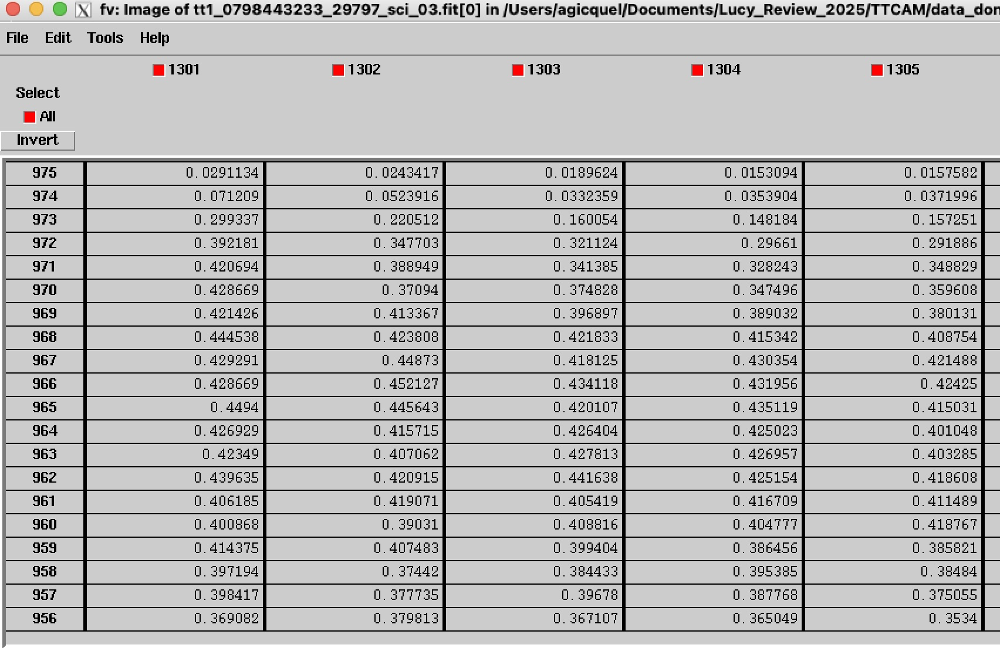 fv: Image of tt1_0798443233_29797_sci_03.fit[0] in /Users/agicquel/Documents/Lucy_Review_2025/TTCAM/data_don
File Edit Tools Help
1301 1302 1303 1304 1305
Select
All
Invert
975 0.0291134 0.0243417 0.0189624 0.0153094 0.0157582
974 0.071209 0.0523916 0.0332359 0.0353904 0.0371996
973 0.299337 0.220512 0.160054 0.148184 0.157251
972 0.392181 0.347703 0.321124 0.29661 0.291886
971 0.420694 0.388949 0.341385 0.328243 0.348829
970 0.428669 0.37094 0.374828 0.347496 0.359608
969 0.421426 0.413367 0.396897 0.389032 0.380131
968 0.444538 0.423808 0.421833 0.415342 0.408754
967 0.429291 0.44873 0.418125 0.430354 0.421488
966 0.428669 0.452127 0.434118 0.431956 0.42425
965 0.4494 0.445643 0.420107 0.435119 0.415031
964 0.426929 0.415715 0.426404 0.425023 0.401048
963 0.42349 0.407062 0.427813 0.426957 0.403285
962 0.439635 0.420915 0.441638 0.425154 0.418608
961 0.406185 0.419071 0.405419 0.416709 0.411489
960 0.400868 0.39031 0.408816 0.404777 0.418767
959 0.414375 0.407483 0.399404 0.386456 0.385821
958 0.397194 0.37442 0.384433 0.395385 0.38484
957 0.398417 0.377735 0.39678 0.387768 0.375055
956 0.369082 0.379813 0.367107 0.365049 0.3534